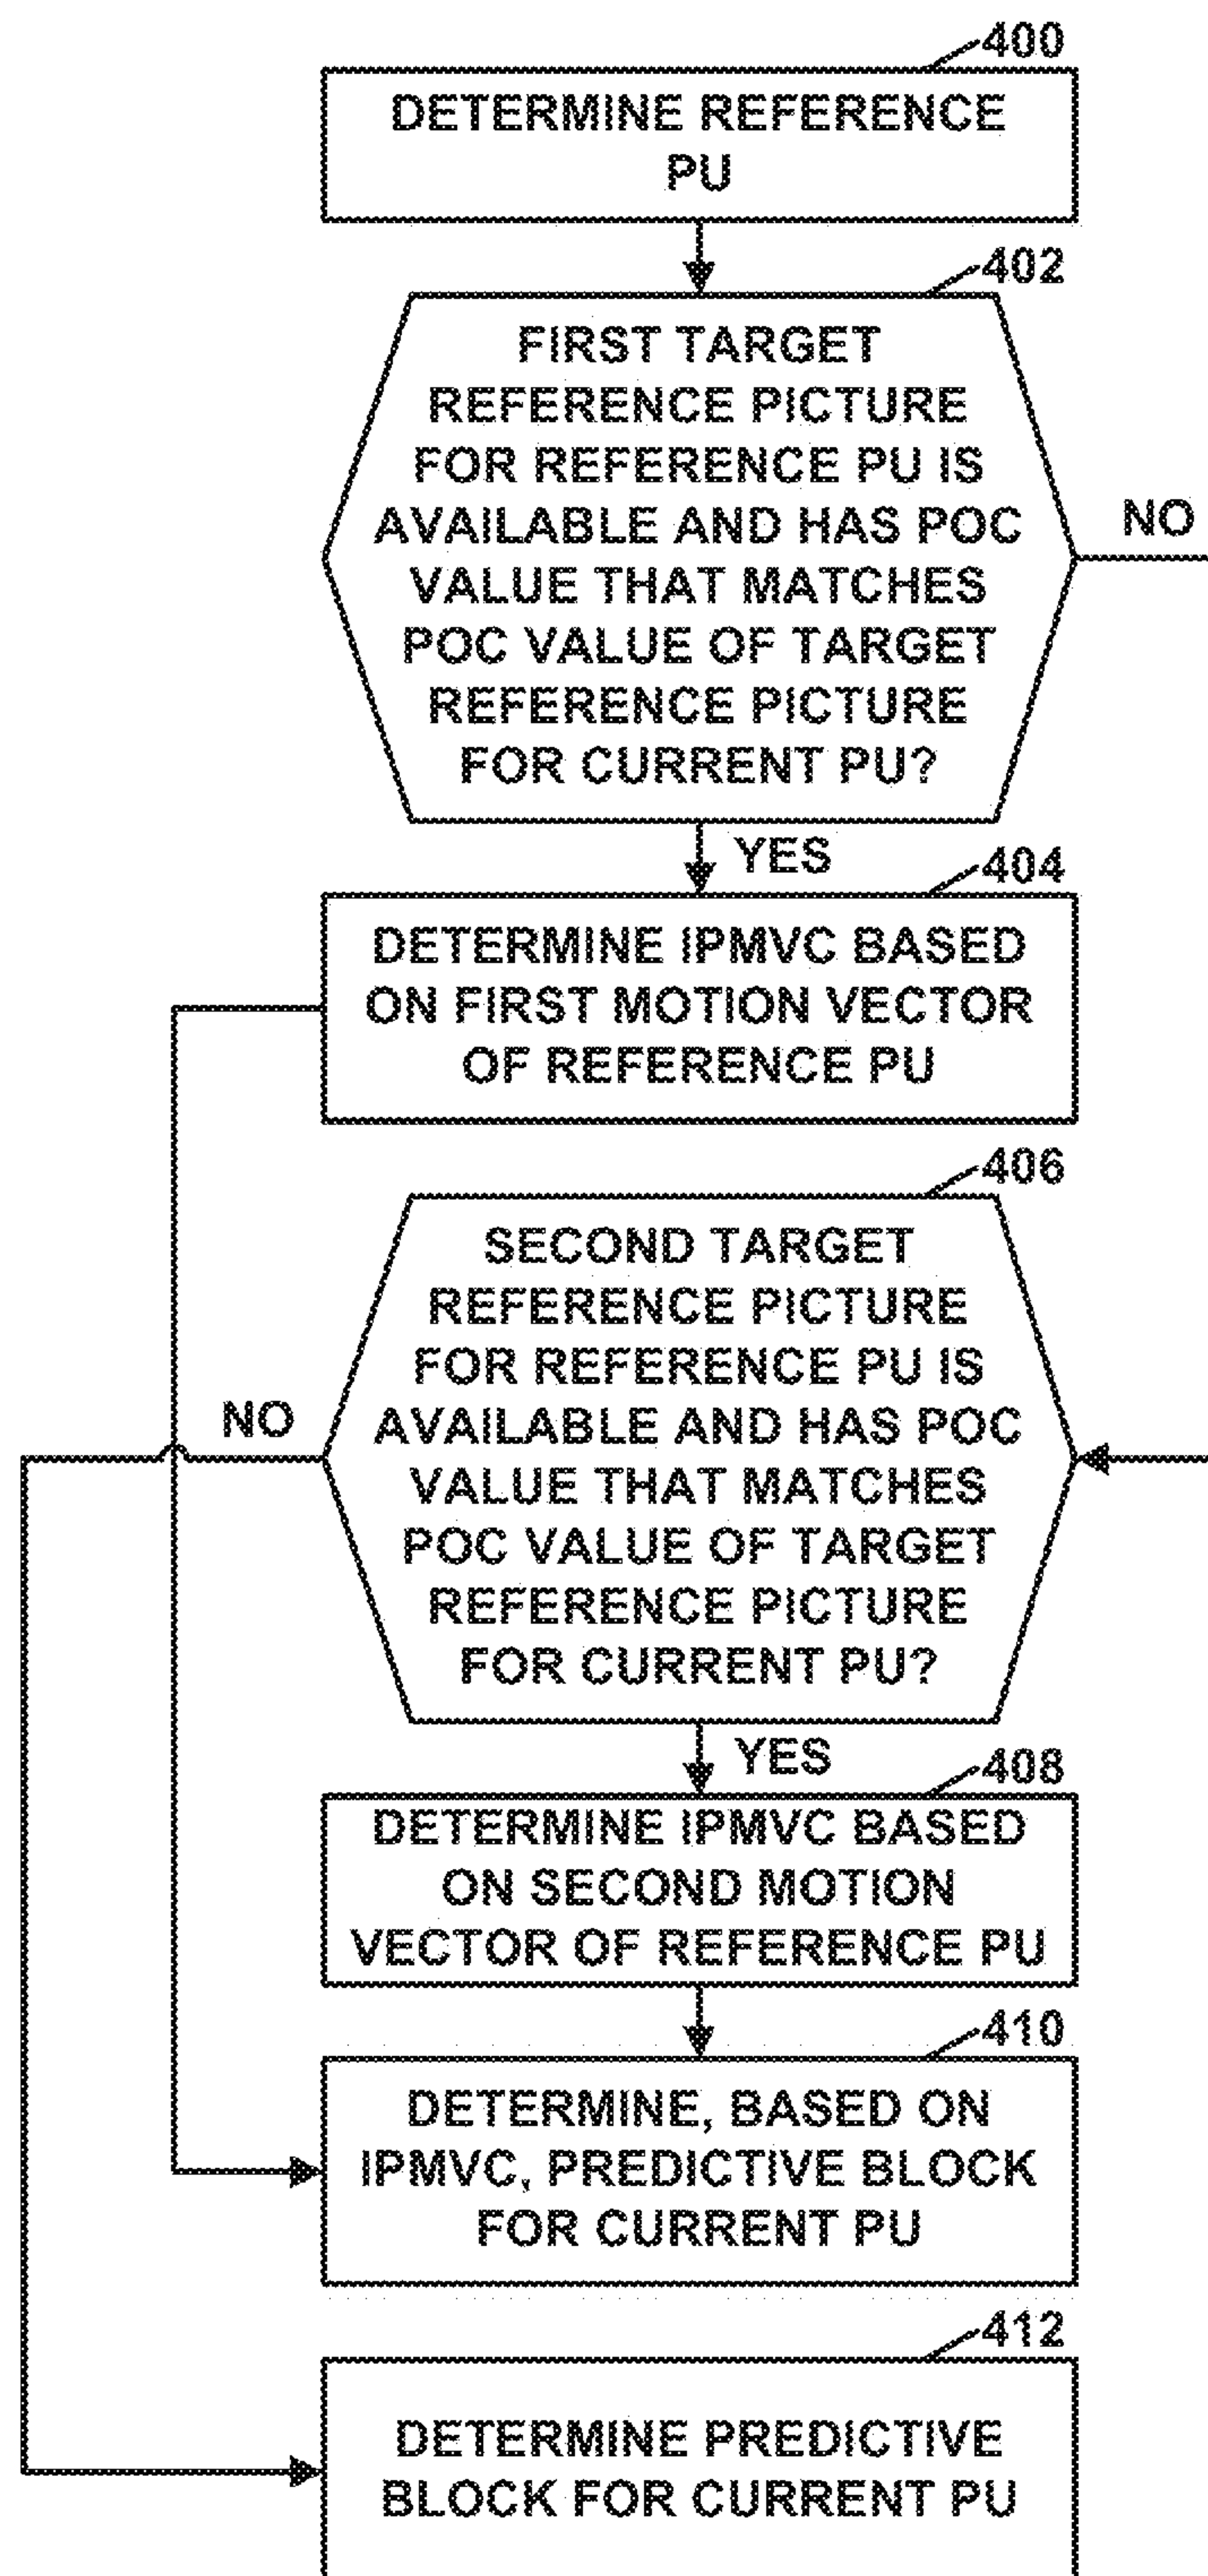 400
DETERMINE REFERENCE
PU
402
FIRST TARGET
REFERENCE PICTURE
FOR REFERENCE PU IS
AVAILABLE AND HAS POC
VALUE THAT MATCHES
POC VALUE OF TARGET
REFERENCE PICTURE
FOR CURRENT PU?
NO
YES
404
DETERMINE IPMVC BASED
ON FIRST MOTION VECTOR
OF REFERENCE PU
406
SECOND TARGET
REFERENCE PICTURE
FOR REFERENCE PU IS
AVAILABLE AND HAS POC
VALUE THAT MATCHES
POC VALUE OF TARGET
REFERENCE PICTURE
FOR CURRENT PU?
NO
YES
408
DETERMINE IPMVC BASED
ON SECOND MOTION
VECTOR OF REFERENCE PU
410
DETERMINE, BASED ON
IPMVC, PREDICTIVE BLOCK
FOR CURRENT PU
412
DETERMINE PREDICTIVE
BLOCK FOR CURRENT PU